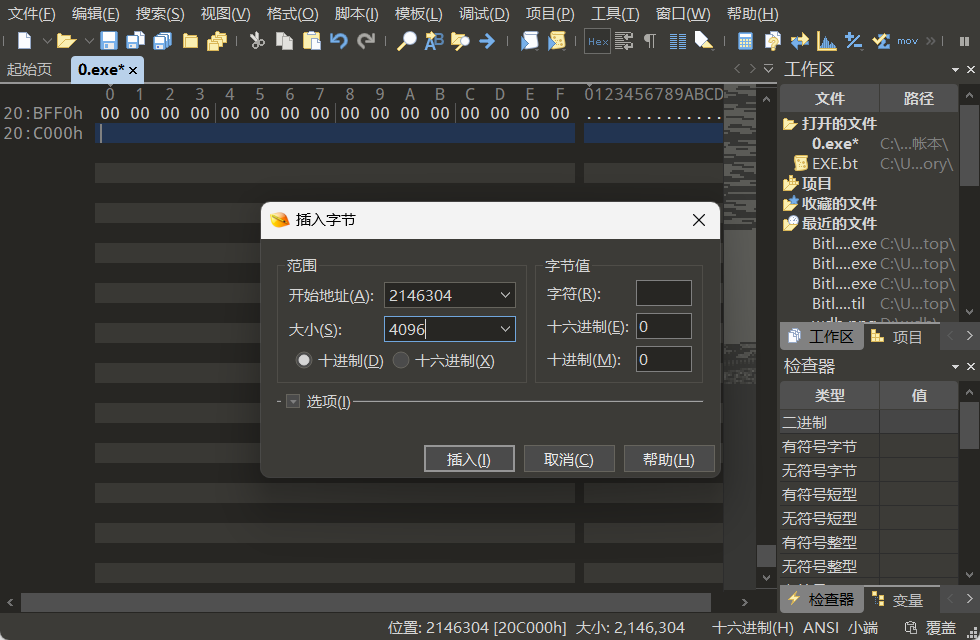 文件(F) 编辑(E) 搜索(S) 视图(V) 格式(O) 脚本(I) 模板(L) 调试(D) 项目(P) 工具(T) 窗口(W) 帮助(H)
Hex mov
起始页 0.exe*
0 1 2 3 4 5 6 7 8 9 A B C D E F 0123456789ABCD
20:BFF0h 00 00 00 00 00 00 00 00 00 00 00 00 00 00 00 00 ..............
20:C000h
插入字节
范围
开始地址(A): 2146304
大小(S): 4096
十进制(D) 十六进制(X)
字节值
字符(R):
十六进制(E): 0
十进制(M): 0
选项(I)
插入(I) 取消(C) 帮助(H)
工作区
文件 路径
打开的文件
0.exe* C:\...帐本\
EXE.bt C:\U...ory\
项目
收藏的文件
最近的文件
Bitl....exe C:\U...top\
Bitl....exe C:\U...top\
Bitl....exe C:\U...top\
Bitl....til C:\U...top\
工作区 项目
检查器
类型 值
二进制
有符号字节
无符号字节
有符号短型
无符号短型
有符号整型
无符号整型
检查器 变量
位置: 2146304 [20C000h] 大小: 2,146,304 十六进制(H) ANSI 小端 覆盖